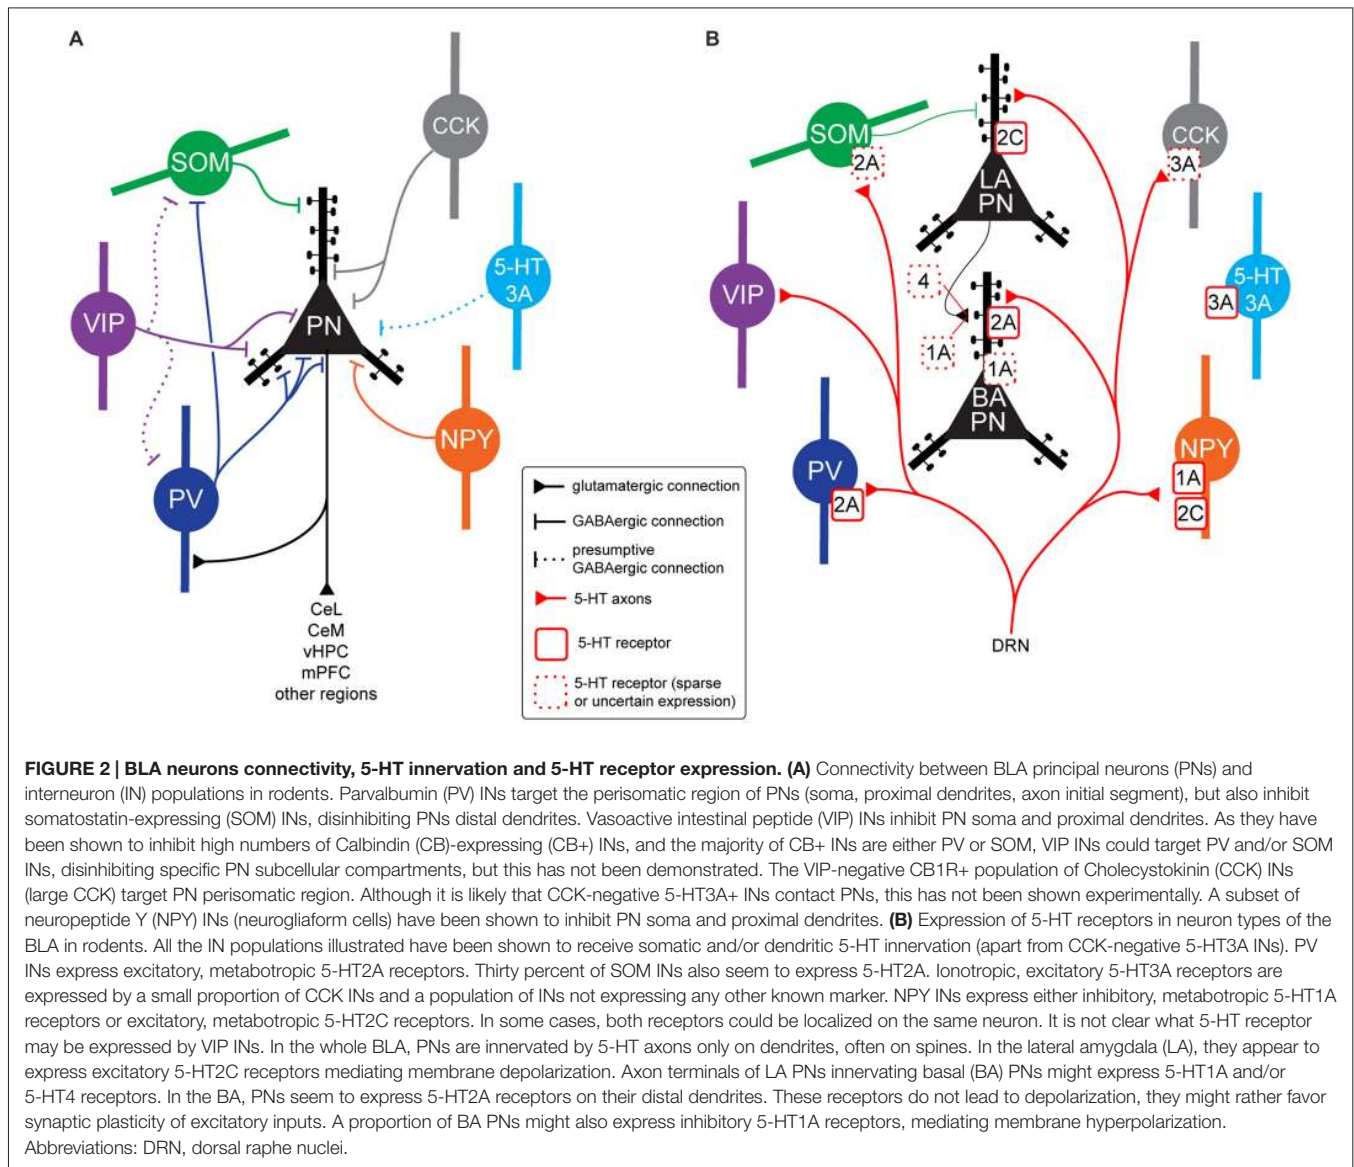 A
B
CCK
SOM
PN
5-HT
3A
VIP
NPY
PV
CeL
CeM
vHPC
mPFC
other regions
glutamatergic connection
GABAergic connection
presumptive
GABAergic connection
5-HT axons
5-HT receptor
5-HT receptor (sparse
or uncertain expression)
SOM
2A
2C
LA
PN
CCK
3A
VIP
4
1A
2A
1A
BA
PN
5-HT
3A
3A
PV
2A
NPY
1A
2C
DRN
FIGURE 2 | BLA neurons connectivity, 5-HT innervation and 5-HT receptor expression. (A) Connectivity between BLA principal neurons (PNs) and
interneuron (IN) populations in rodents. Parvalbumin (PV) INs target the perisomatic region of PNs (soma, proximal dendrites, axon initial segment), but also inhibit
somatostatin-expressing (SOM) INs, disinhibiting PNs distal dendrites. Vasoactive intestinal peptide (VIP) INs inhibit PN soma and proximal dendrites. As they have
been shown to inhibit high numbers of Calbindin (CB)-expressing (CB+) INs, and the majority of CB+ INs are either PV or SOM, VIP INs could target PV and/or SOM
INs, disinhibiting specific PN subcellular compartments, but this has not been demonstrated. The VIP-negative CB1R+ population of Cholecystokinin (CCK) INs
(large CCK) target PN perisomatic region. Although it is likely that CCK-negative 5-HT3A+ INs contact PNs, this has not been shown experimentally. A subset of
neuropeptide Y (NPY) INs (neurogliaform cells) have been shown to inhibit PN soma and proximal dendrites. (B) Expression of 5-HT receptors in neuron types of the
BLA in rodents. All the IN populations illustrated have been shown to receive somatic and/or dendritic 5-HT innervation (apart from CCK-negative 5-HT3A INs). PV
INs express excitatory, metabotropic 5-HT2A receptors. Thirty percent of SOM INs also seem to express 5-HT2A. Ionotropic, excitatory 5-HT3A receptors are
expressed by a small proportion of CCK INs and a population of INs not expressing any other known marker. NPY INs express either inhibitory, metabotropic 5-HT1A
receptors or excitatory, metabotropic 5-HT2C receptors. In some cases, both receptors could be localized on the same neuron. It is not clear what 5-HT receptor
may be expressed by VIP INs. In the whole BLA, PNs are innervated by 5-HT axons only on dendrites, often on spines. In the lateral amygdala (LA), they appear to
express excitatory 5-HT2C receptors mediating membrane depolarization. Axon terminals of LA PNs innervating basal (BA) PNs might express 5-HT1A and/or
5-HT4 receptors. In the BA, PNs seem to express 5-HT2A receptors on their distal dendrites. These receptors do not lead to depolarization, they might rather favor
synaptic plasticity of excitatory inputs. A proportion of BA PNs might also express inhibitory 5-HT1A receptors, mediating membrane hyperpolarization.
Abbreviations: DRN, dorsal raphe nuclei.